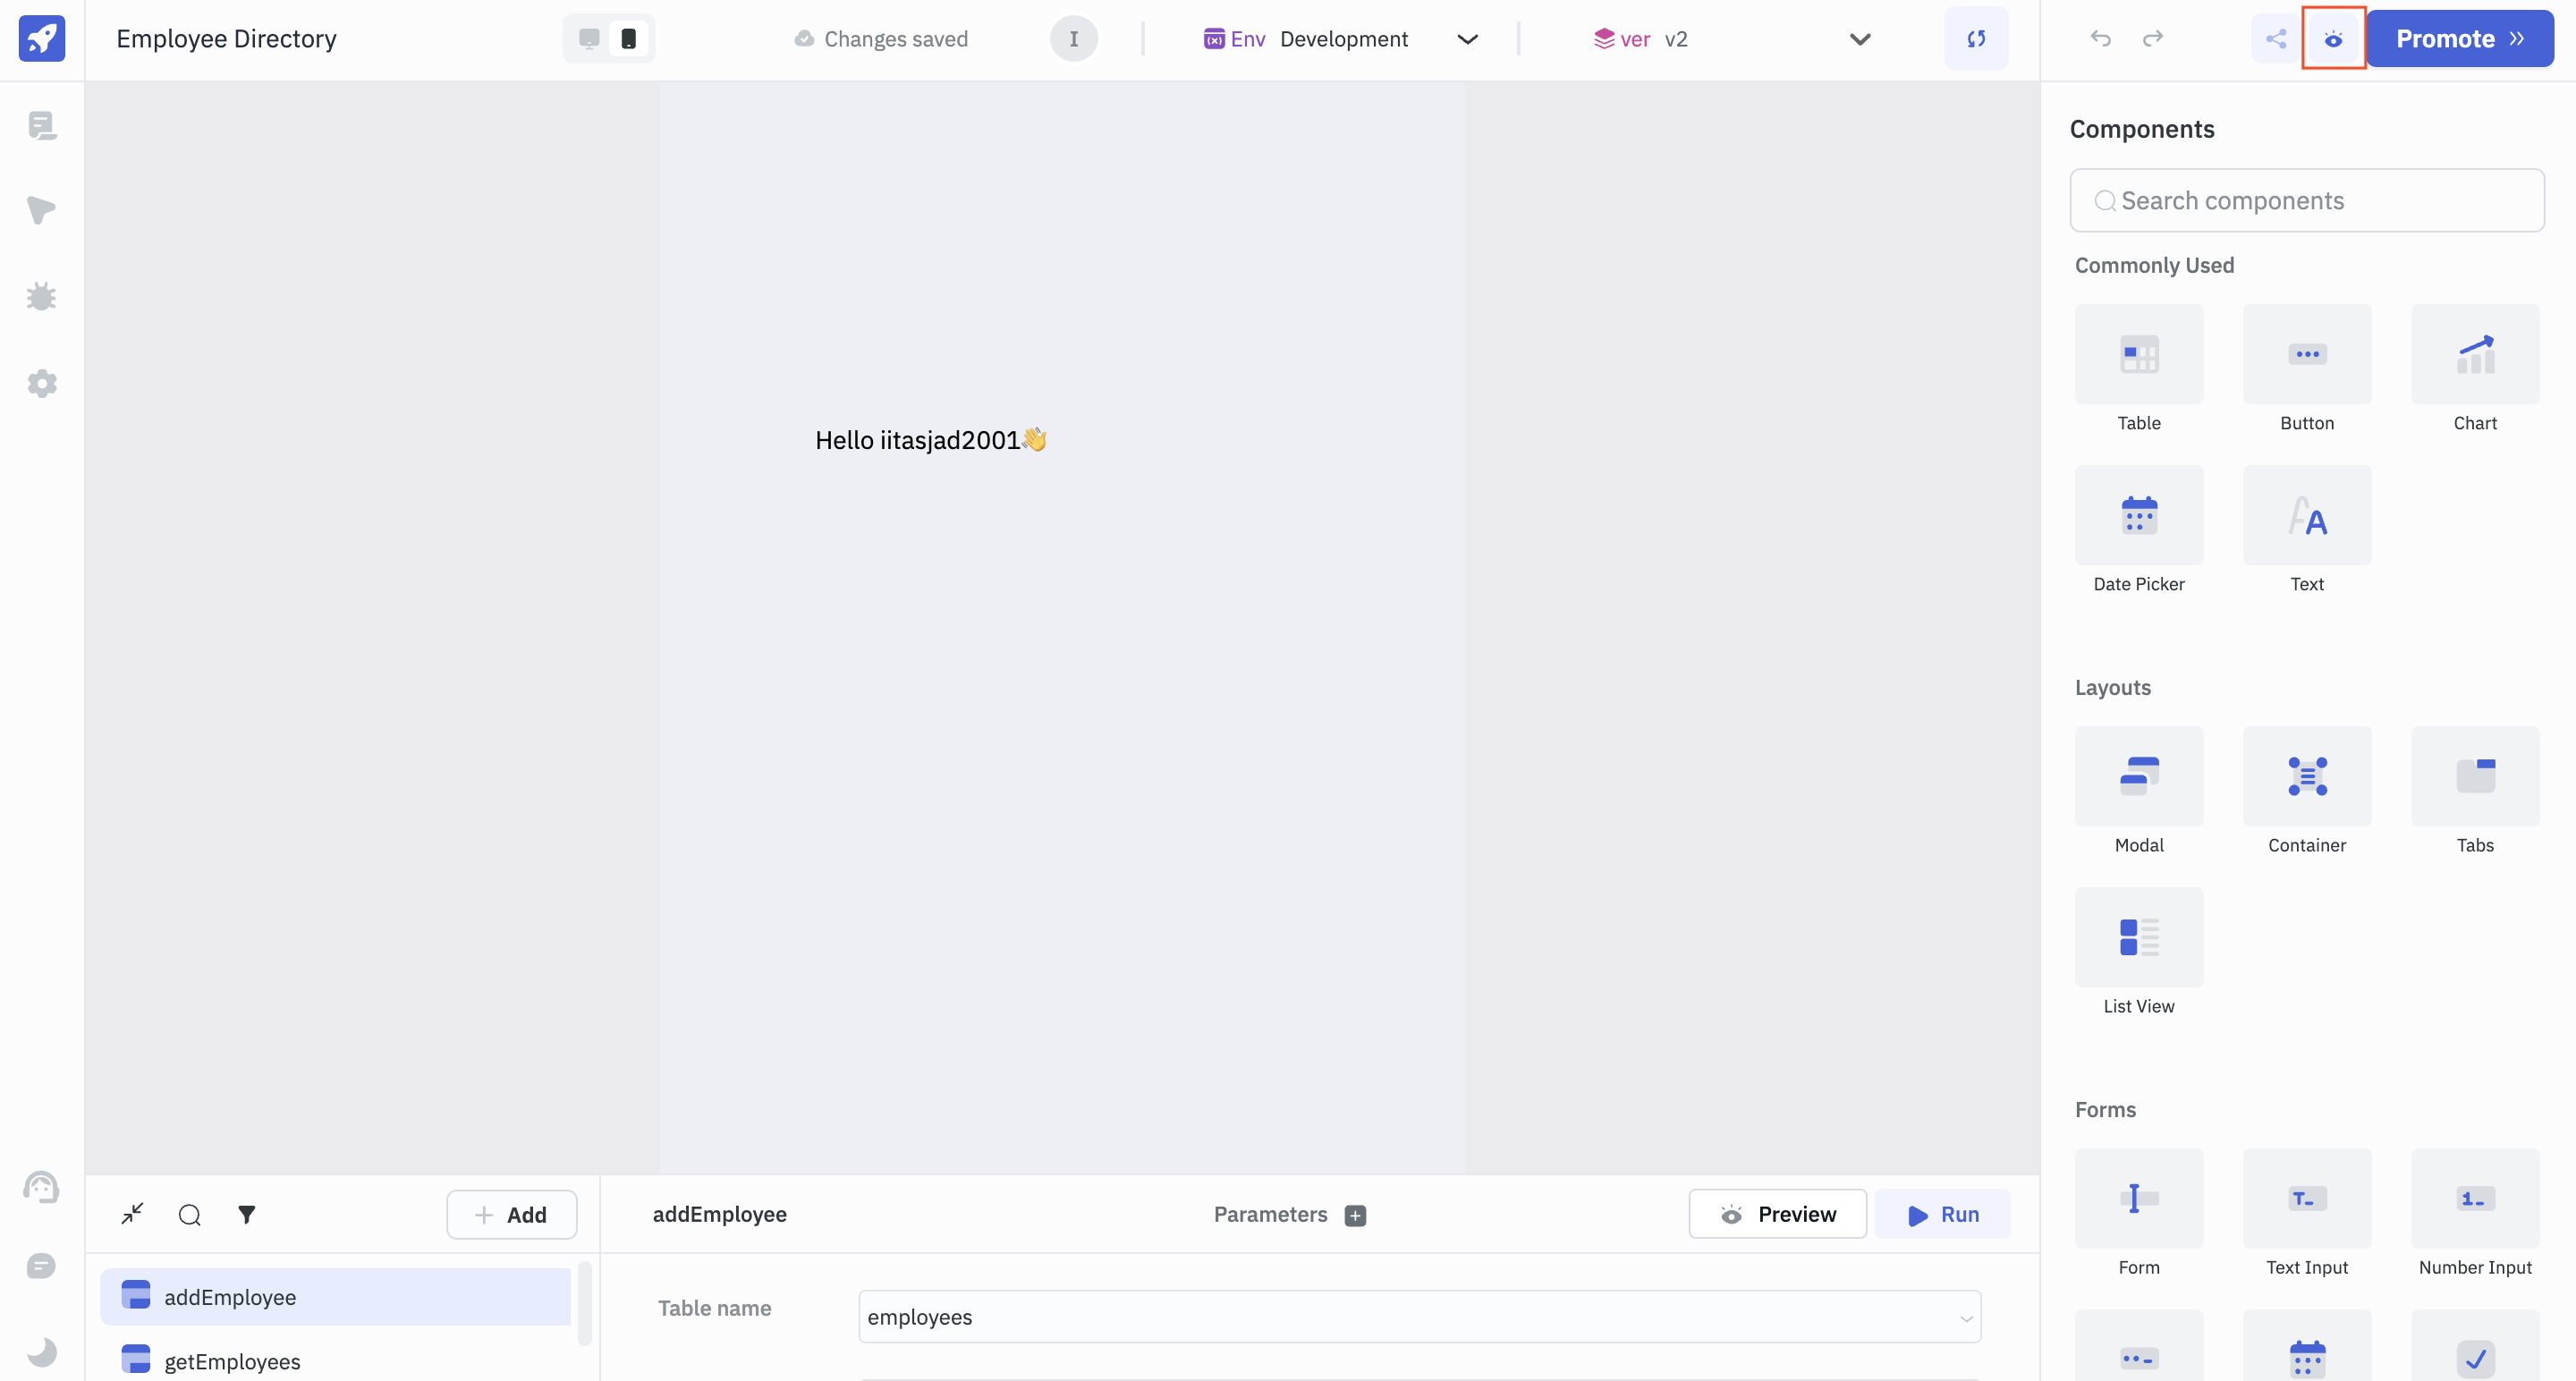 Employee Directory
Changes saved
I
Env Development
ver v2
Promote
Components
Search components
Commonly Used
Table
Button
Chart
Date Picker
Text
Layouts
Modal
Container
Tabs
List View
Forms
Form
Text Input
Number Input
Hello iitasjad2001👋
+ Add
addEmployee
Parameters
Preview
Run
addEmployee
getEmployees
Table name
employees